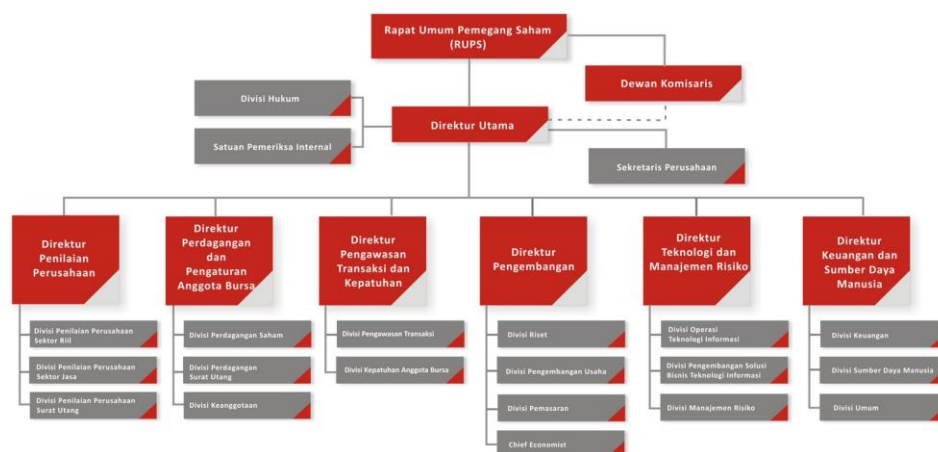 Rapat Umum Pemegang Saham
(RUPS)
Dewan Komisaris
Divisi Hukum
Direktur Utama
Satuan Pemeriksa Internal
Sekretaris Perusahaan
Direktur
Penilaian
Perusahaan
Divisi Penilaian Perusahaan
Sektor Riil
Divisi Penilaian Perusahaan
Sektor Jasa
Divisi Penilaian Perusahaan
Surat Utang
Direktur
Perdagangan
dan
Pengaturan
Anggota Bursa
Divisi Perdagangan Saham
Divisi Perdagangan
Surat Utang
Divisi Keanggotaan
Direktur
Pengawasan
Transaksi dan
Kepatuhan
Divisi Pengawasan Transaksi
Divisi Kepatuhan Anggota Bursa
Direktur
Pengembangan
Divisi Riset
Divisi Pengembangan Usaha
Divisi Pemasaran
Chief Economist
Direktur
Teknologi dan
Manajemen Risiko
Divisi Operasi
Teknologi Informasi
Divisi Pengembangan Solusi
Bisnis Teknologi Informasi
Divisi Manajemen Risiko
Direktur
Keuangan dan
Sumber Daya
Manusia
Divisi Keuangan
Divisi Sumber Daya Manusia
Divisi Umum